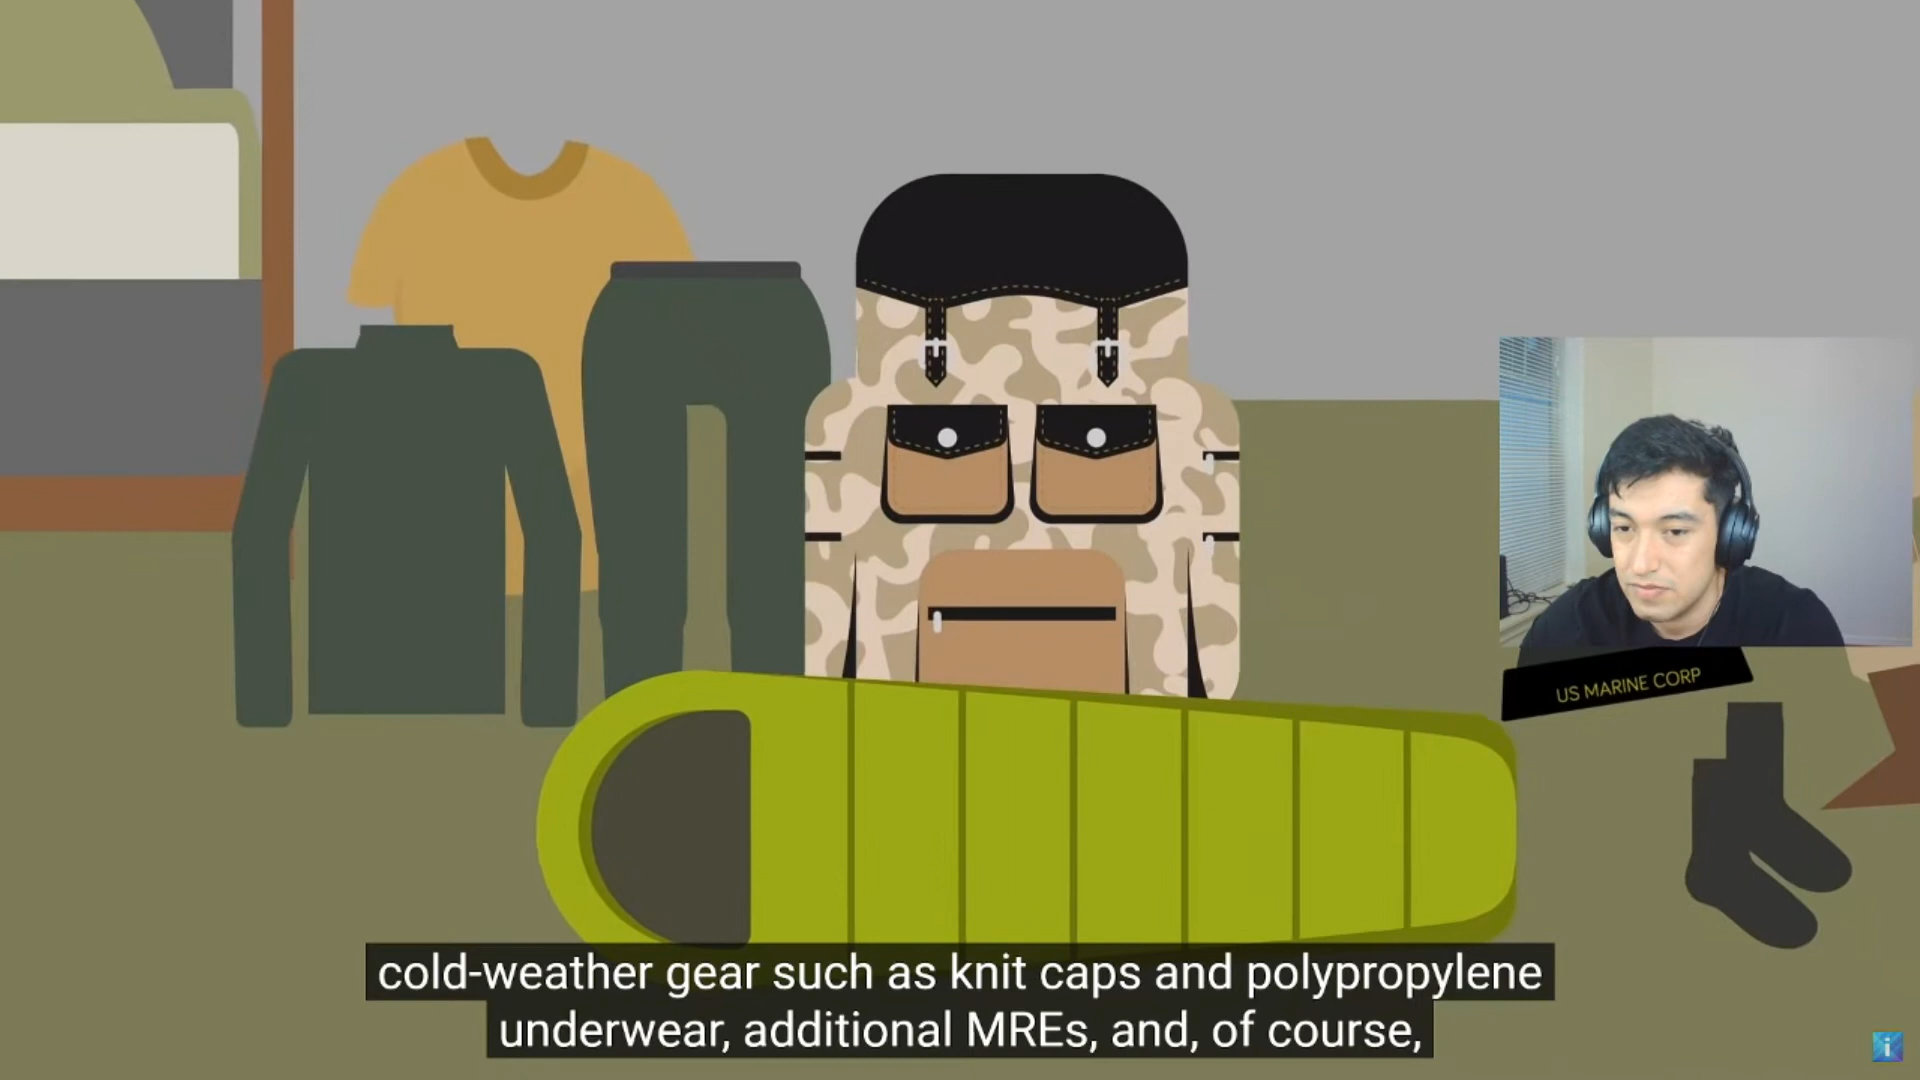 US MARINE CORP
cold-weather gear such as knit caps and polypropylene
underwear, additional MREs, and, of course,
i